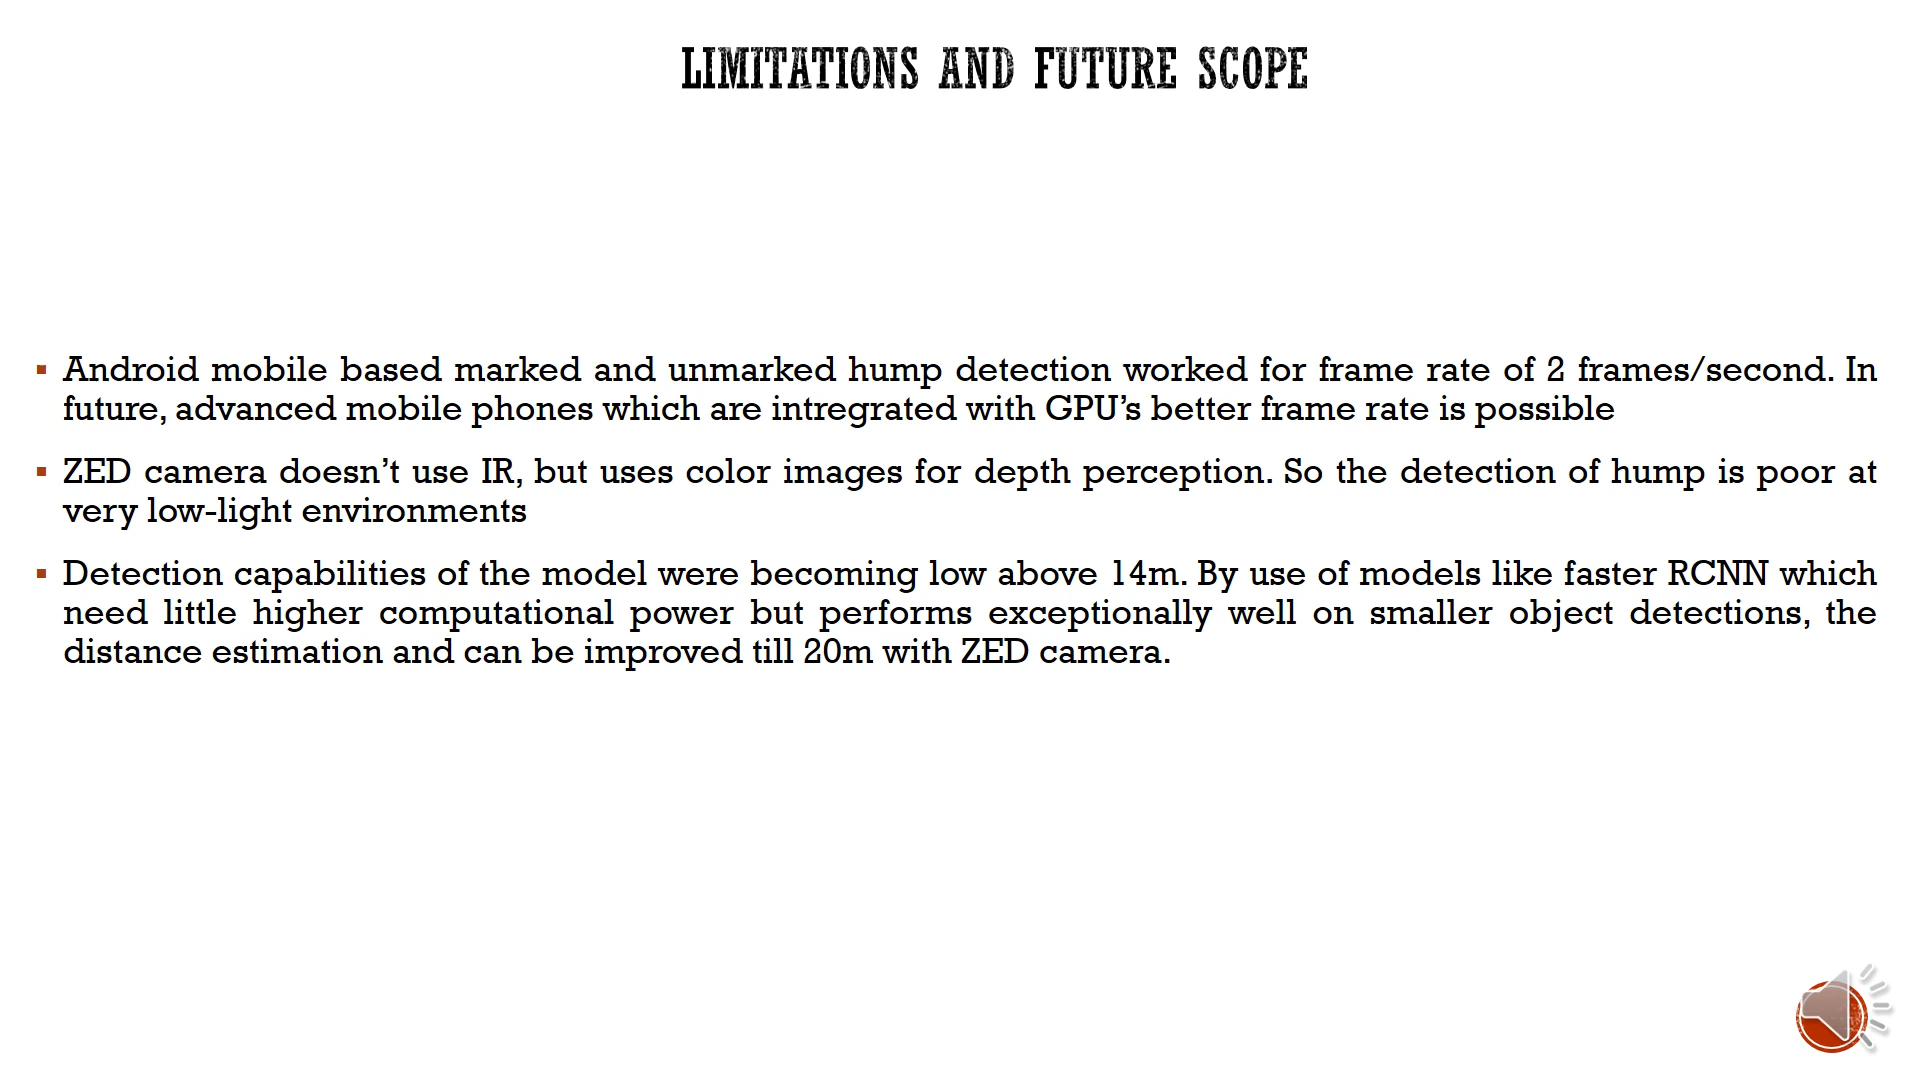 LIMITATIONS AND FUTURE SCOPE
▪ Android mobile based marked and unmarked hump detection worked for frame rate of 2 frames/second. In
future, advanced mobile phones which are intregrated with GPU’s better frame rate is possible
▪ ZED camera doesn’t use IR, but uses color images for depth perception. So the detection of hump is poor at
very low-light environments
▪ Detection capabilities of the model were becoming low above 14m. By use of models like faster RCNN which
need little higher computational power but performs exceptionally well on smaller object detections, the
distance estimation and can be improved till 20m with ZED camera.